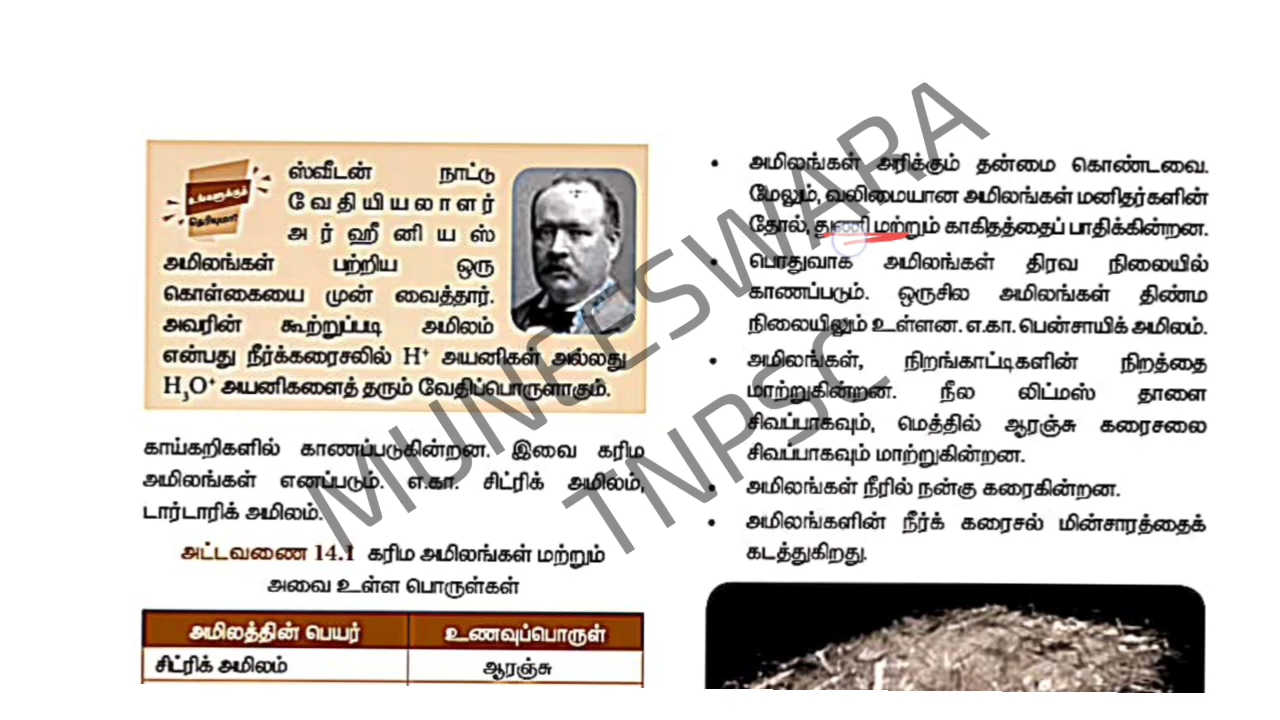 உங்களுக்குத்
தெரியுமா?
ஸ்வீடன் நாட்டு
வேதியியலாளர்
அர்ஹீனியஸ்
அமிலங்கள் பற்றிய ஒரு
கொள்கையை முன் வைத்தார்.
அவரின் கூற்றுப்படி அமிலம்
என்பது நீர்க்கரைசலில் H⁺ அயனிகள் அல்லது
H₃O⁺ அயனிகளைத் தரும் வேதிப்பொருளாகும்.
காய்கறிகளில் காணப்படுகின்றன. இவை கரிம
அமிலங்கள் எனப்படும். எ.கா. சிட்ரிக் அமிலம்,
டார்டாரிக் அமிலம்.
அட்டவணை 14.1 கரிம அமிலங்கள் மற்றும்
அவை உள்ள பொருள்கள்
அமிலத்தின் பெயர் உணவுப்பொருள்
சிட்ரிக் அமிலம் ஆரஞ்சு
• அமிலங்கள் அரிக்கும் தன்மை கொண்டவை.
மேலும், வலிமையான அமிலங்கள் மனிதர்களின்
தோல், துணி மற்றும் காகிதத்தைப் பாதிக்கின்றன.
• பொதுவாக அமிலங்கள் திரவ நிலையில்
காணப்படும். ஒருசில அமிலங்கள் திண்ம
நிலையிலும் உள்ளன. எ.கா. பென்சாயிக் அமிலம்.
• அமிலங்கள், நிறங்காட்டிகளின் நிறத்தை
மாற்றுகின்றன. நீல லிட்மஸ் தாளை
சிவப்பாகவும், மெத்தில் ஆரஞ்சு கரைசலை
சிவப்பாகவும் மாற்றுகின்றன.
• அமிலங்கள் நீரில் நன்கு கரைகின்றன.
• அமிலங்களின் நீர்க் கரைசல் மின்சாரத்தைக்
கடத்துகிறது.
MUNEESWARA
TNPSC